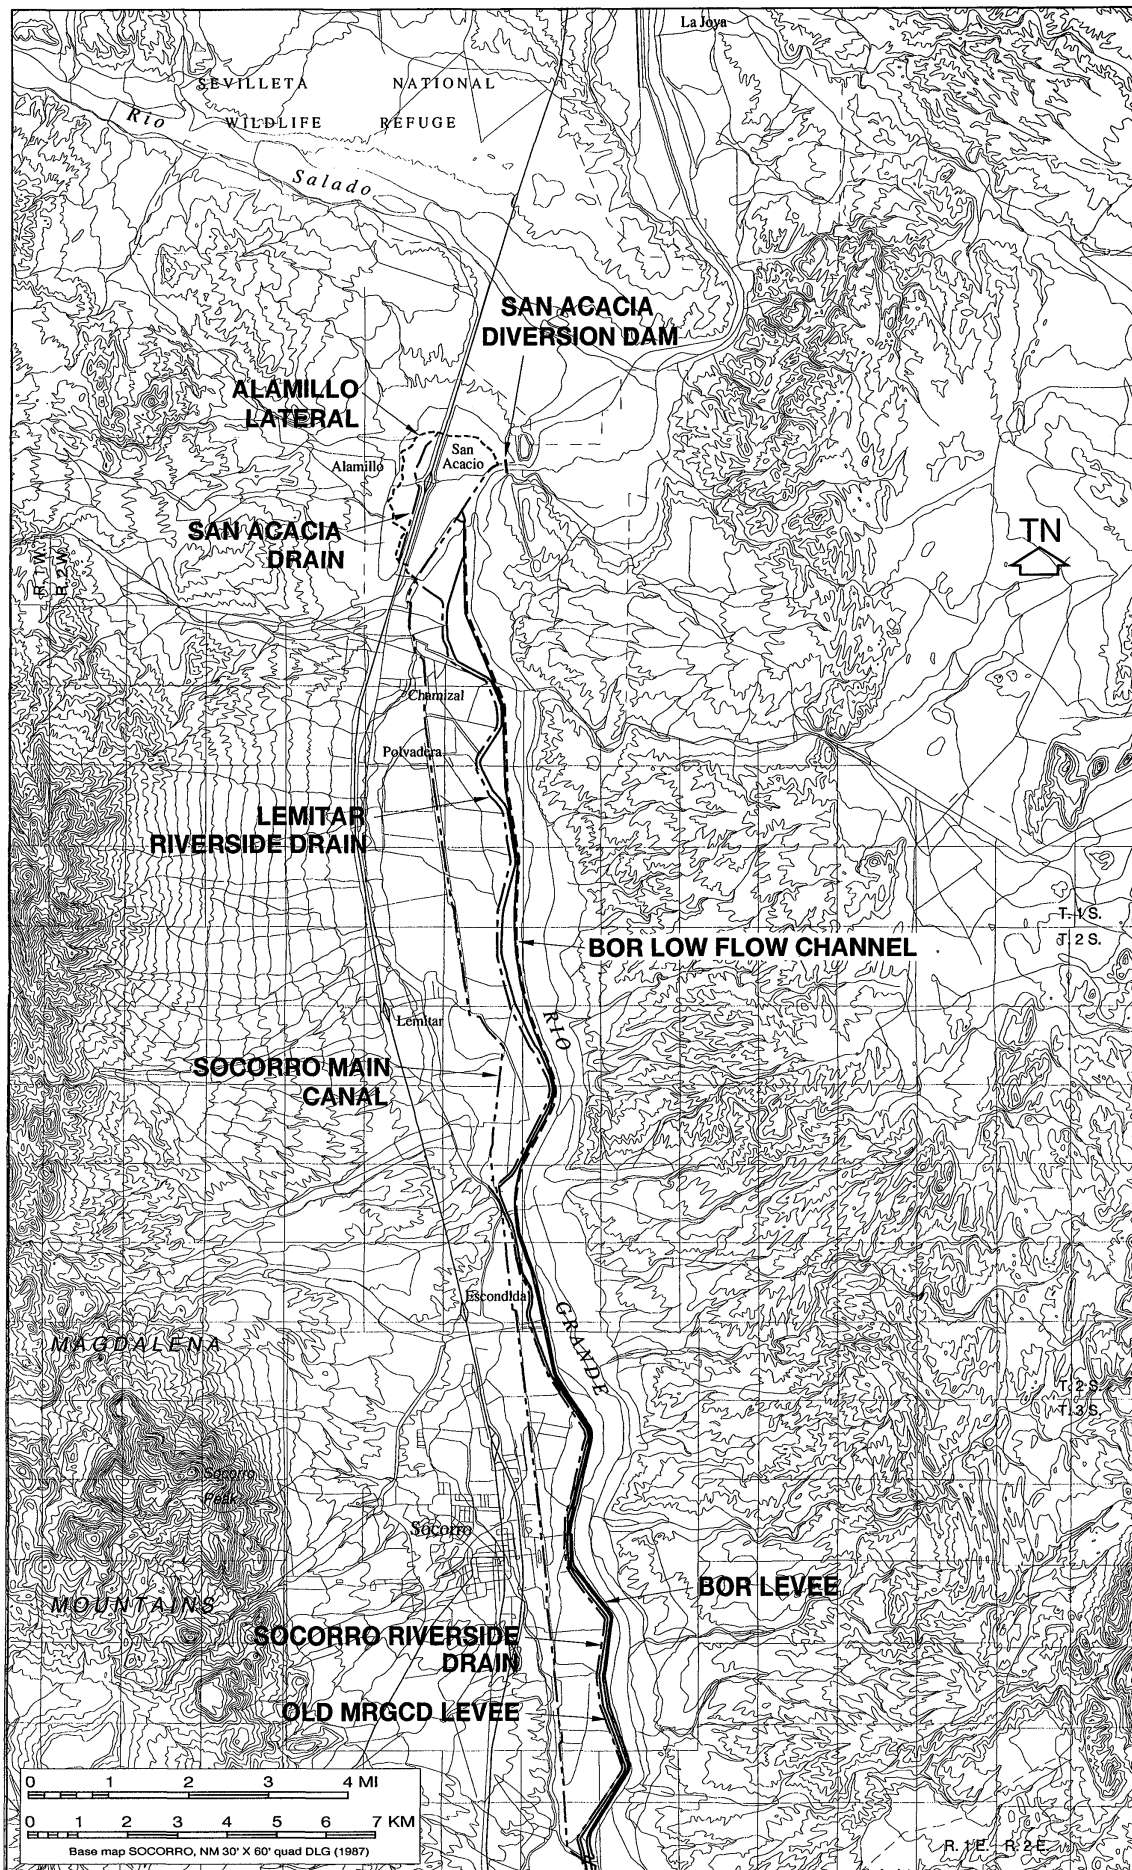 La Joya
SEVILLETA NATIONAL
WILDLIFE REFUGE
Rio
Salado
SAN ACACIA
DIVERSION DAM
ALAMILLO
LATERAL
San
Acacio
Alamillo
SAN ACACIA
DRAIN
TN
R. 1 W.
R. 2 W.
Chamizal
Polvadera
LEMITAR
RIVERSIDE DRAIN
T. 1 S.
T. 2 S.
BOR LOW FLOW CHANNEL
RIO
Lemitar
SOCORRO MAIN
CANAL
Escondida
GRANDE
MAGDALENA
T. 2 S.
T. 3 S.
Socorro
Peak
Socorro
BOR LEVEE
MOUNTAINS
SOCORRO RIVERSIDE
DRAIN
OLD MRGCD LEVEE
0 1 2 3 4 MI
0 1 2 3 4 5 6 7 KM
Base map SOCORRO, NM 30' X 60' quad DLG (1987)
R. 1 E. R. 2 E.